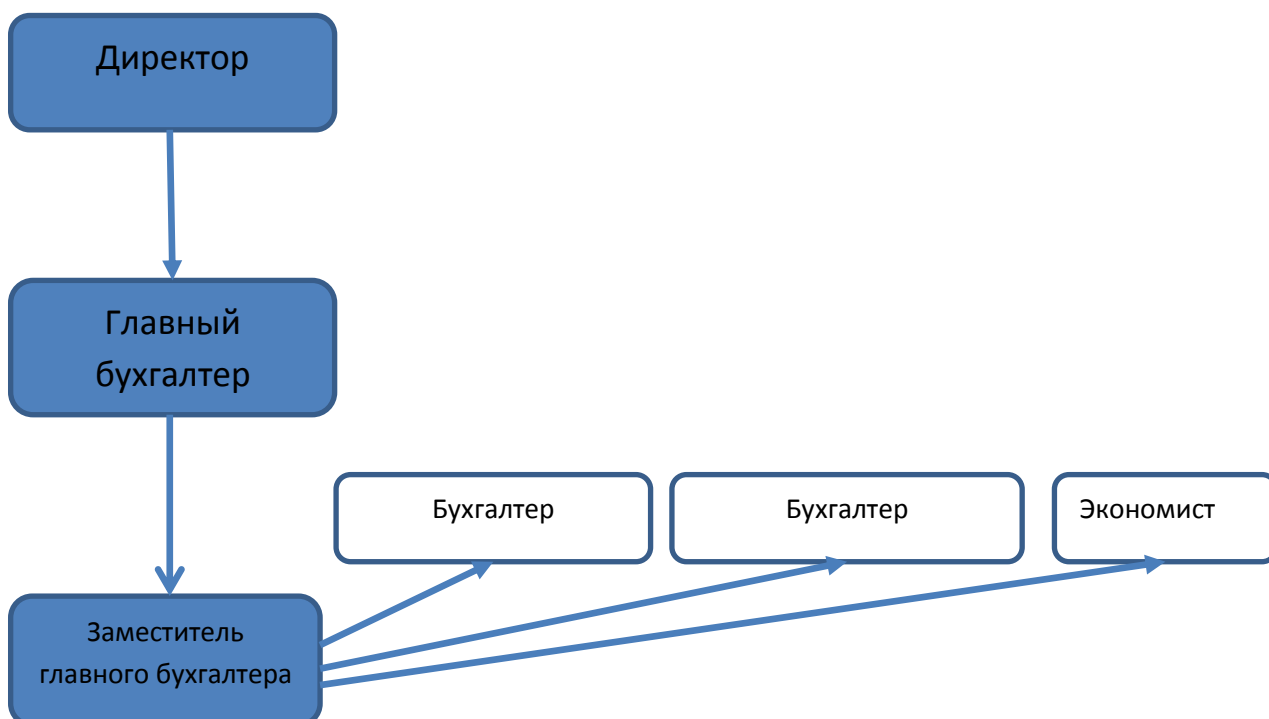 Директор
Главный
бухгалтер
Бухгалтер
Бухгалтер
Экономист
Заместитель
главного бухгалтера